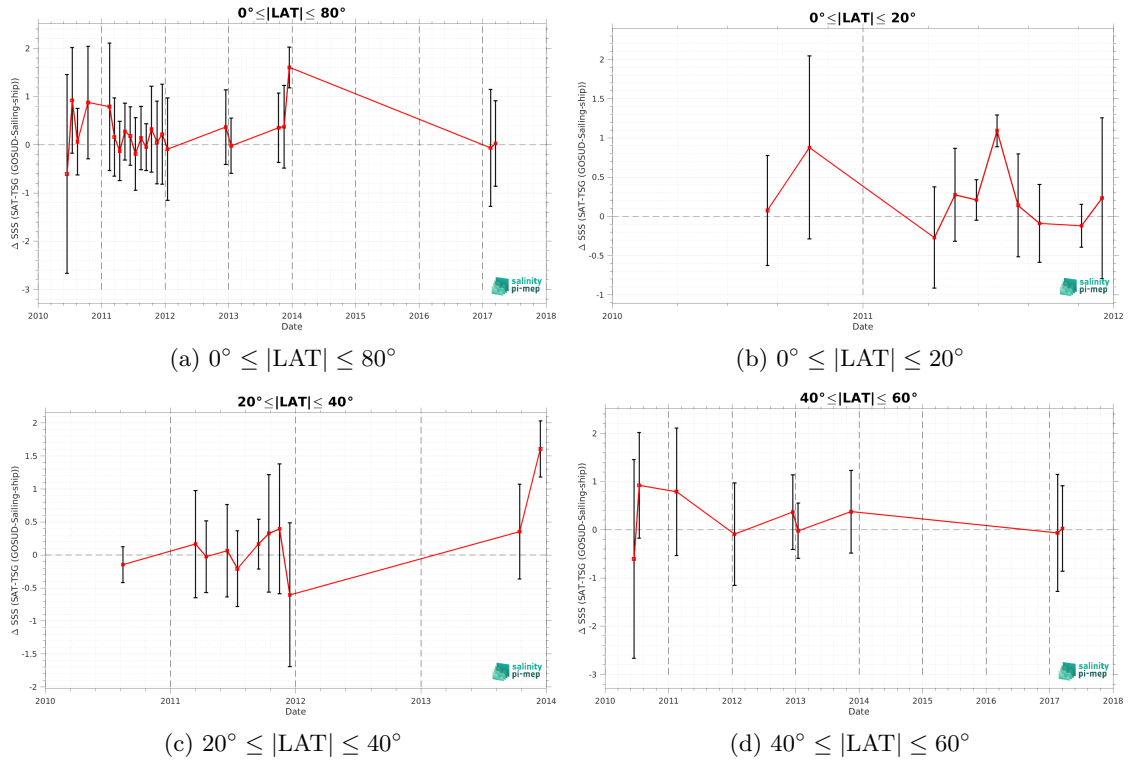 0°≤|LAT|≤ 80°
Δ SSS (SAT-TSG (GOSUD-Sailing-ship))
2
1
0
-1
-2
-3
2010 2011 2012 2013 2014 2015 2016 2017 2018
Date
salinity
pi-mep
(a) 0° ≤ |LAT| ≤ 80°
0°≤|LAT|≤ 20°
Δ SSS (SAT-TSG (GOSUD-Sailing-ship))
2
1.5
1
0.5
0
-0.5
-1
2010 2011 2012
Date
salinity
pi-mep
(b) 0° ≤ |LAT| ≤ 20°
20°≤|LAT|≤ 40°
Δ SSS (SAT-TSG (GOSUD-Sailing-ship))
2
1.5
1
0.5
0
-0.5
-1
-1.5
-2
2010 2011 2012 2013 2014
Date
salinity
pi-mep
(c) 20° ≤ |LAT| ≤ 40°
40°≤|LAT|≤ 60°
Δ SSS (SAT-TSG (GOSUD-Sailing-ship))
2
1
0
-1
-2
-3
2010 2011 2012 2013 2014 2015 2016 2017 2018
Date
salinity
pi-mep
(d) 40° ≤ |LAT| ≤ 60°